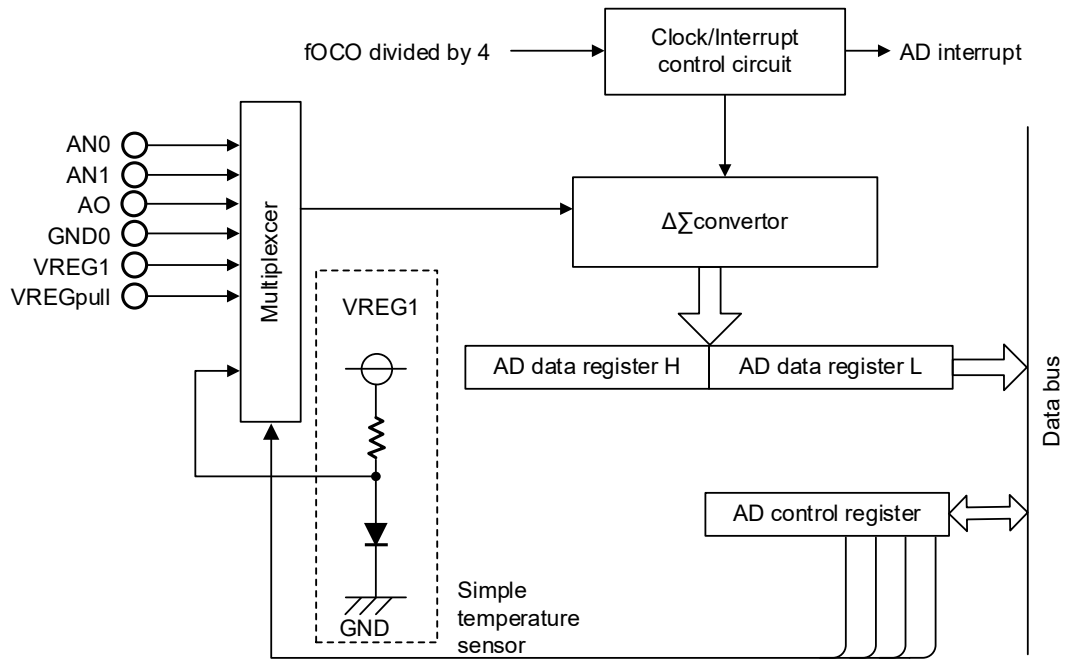 fOCO divided by 4
Clock/Interrupt
control circuit
AD interrupt
AN0
AN1
AO
GND0
VREG1
VREGpull
Multiplexcer
Δ∑convertor
VREG1
AD data register H
AD data register L
Data bus
AD control register
GND
Simple
temperature
sensor